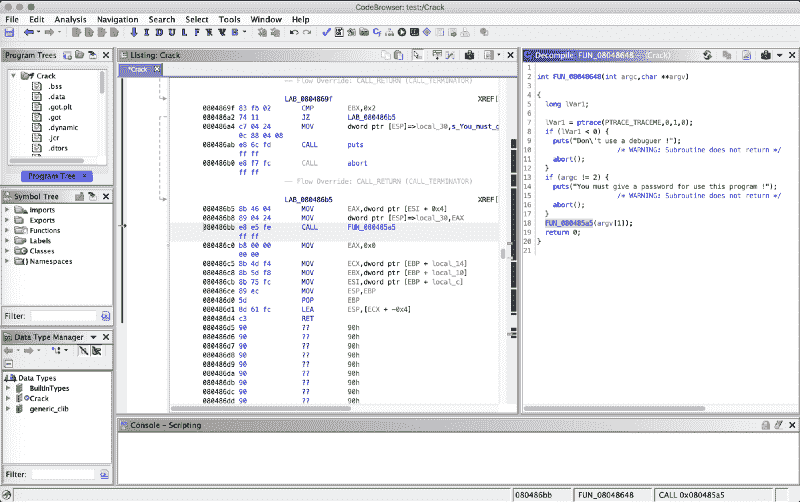 CodeBrowser: test:/Crack
File Edit Analysis Navigation Search Select Tools Window Help
Program Trees
Crack
.bss
.data
.got.plt
.got
.dynamic
.jcr
.dtors
Program Tree
Symbol Tree
Imports
Exports
Functions
Labels
Classes
Namespaces
Filter:
Data Type Manager
Data Types
BuiltInTypes
Crack
generic_clib
Filter:
Listing: Crack
*Crack
-- Flow Override: CALL_RETURN (CALL_TERMINATOR)
LAB_0804869f XREF[
0804869f 83 fb 02 CMP EBX,0x2
080486a2 74 11 JZ LAB_080486b5
080486a4 c7 04 24 MOV dword ptr [ESP]=>local_30,s_You_must_g
0c 88 04 08
080486ab e8 6c fd CALL puts
ff ff
080486b0 e8 f7 fc CALL abort
ff ff
-- Flow Override: CALL_RETURN (CALL_TERMINATOR)
LAB_080486b5 XREF[
080486b5 8b 46 04 MOV EAX,dword ptr [ESI + 0x4]
080486b8 89 04 24 MOV dword ptr [ESP]=>local_30,EAX
080486bb e8 e5 fe CALL FUN_080485a5
ff ff
080486c0 b8 00 00 MOV EAX,0x0
00 00
080486c5 8b 4d f4 MOV ECX,dword ptr [EBP + local_14]
080486c8 8b 5d f8 MOV EBX,dword ptr [EBP + local_10]
080486cb 8b 75 fc MOV ESI,dword ptr [EBP + local_c]
080486ce 89 ec MOV ESP,EBP
080486d0 5d POP EBP
080486d1 8d 61 fc LEA ESP,[ECX + -0x4]
080486d4 c3 RET
080486d5 90 ?? 90h
080486d6 90 ?? 90h
080486d7 90 ?? 90h
080486d8 90 ?? 90h
080486d9 90 ?? 90h
080486da 90 ?? 90h
080486db 90 ?? 90h
080486dc 90 ?? 90h
080486dd 90 ?? 90h
Decompile: FUN_08048648 - (Crack)
1
2 int FUN_08048648(int argc,char **argv)
3
4 {
5 long lVar1;
6
7 lVar1 = ptrace(PTRACE_TRACEME,0,1,0);
8 if (lVar1 < 0) {
9 puts("Don\'t use a debuguer !");
10 /* WARNING: Subroutine does not return */
11 abort();
12 }
13 if (argc != 2) {
14 puts("You must give a password for use this program !");
15 /* WARNING: Subroutine does not return */
16 abort();
17 }
18 FUN_080485a5(argv[1]);
19 return 0;
20 }
21
Console - Scripting
080486bb FUN_08048648 CALL 0x080485a5